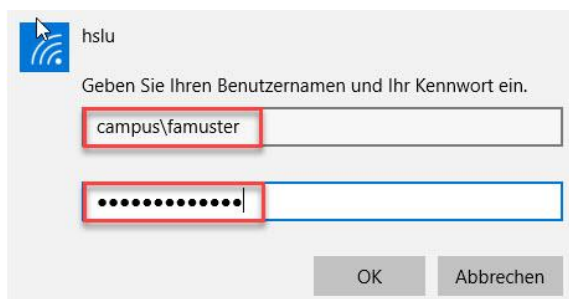 hslu
Geben Sie Ihren Benutzernamen und Ihr Kennwort ein.
campus\famuster
●●●●●●●●●●●●●
OK
Abbrechen